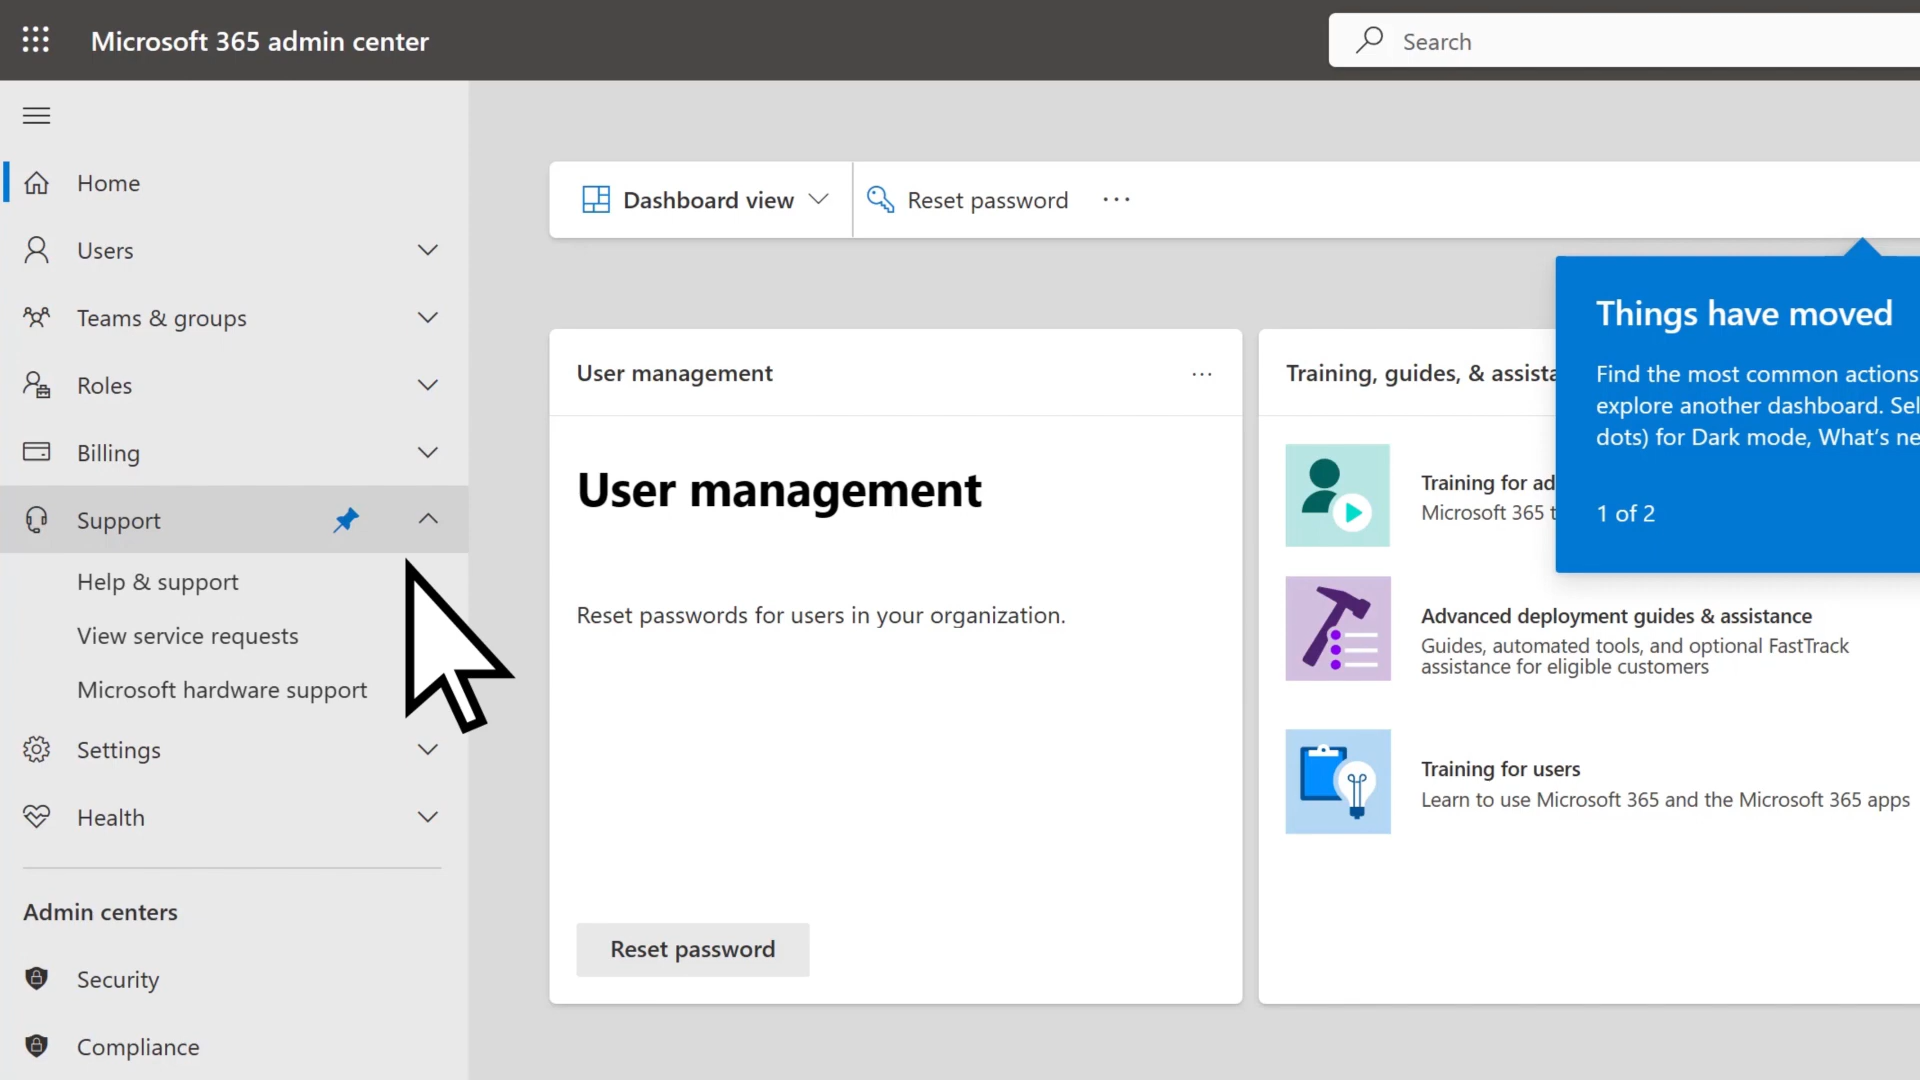 Microsoft 365 admin center
Search
Home
Users
Teams & groups
Roles
Billing
Support
Help & support
View service requests
Microsoft hardware support
Settings
Health
Admin centers
Security
Compliance
Dashboard view
Reset password
User management
User management
Reset passwords for users in your organization.
Reset password
Training, guides, & assista
Training for ad
Microsoft 365 t
Advanced deployment guides & assistance
Guides, automated tools, and optional FastTrack
assistance for eligible customers
Training for users
Learn to use Microsoft 365 and the Microsoft 365 apps
Things have moved
Find the most common actions
explore another dashboard. Sel
dots) for Dark mode, What's ne
1 of 2